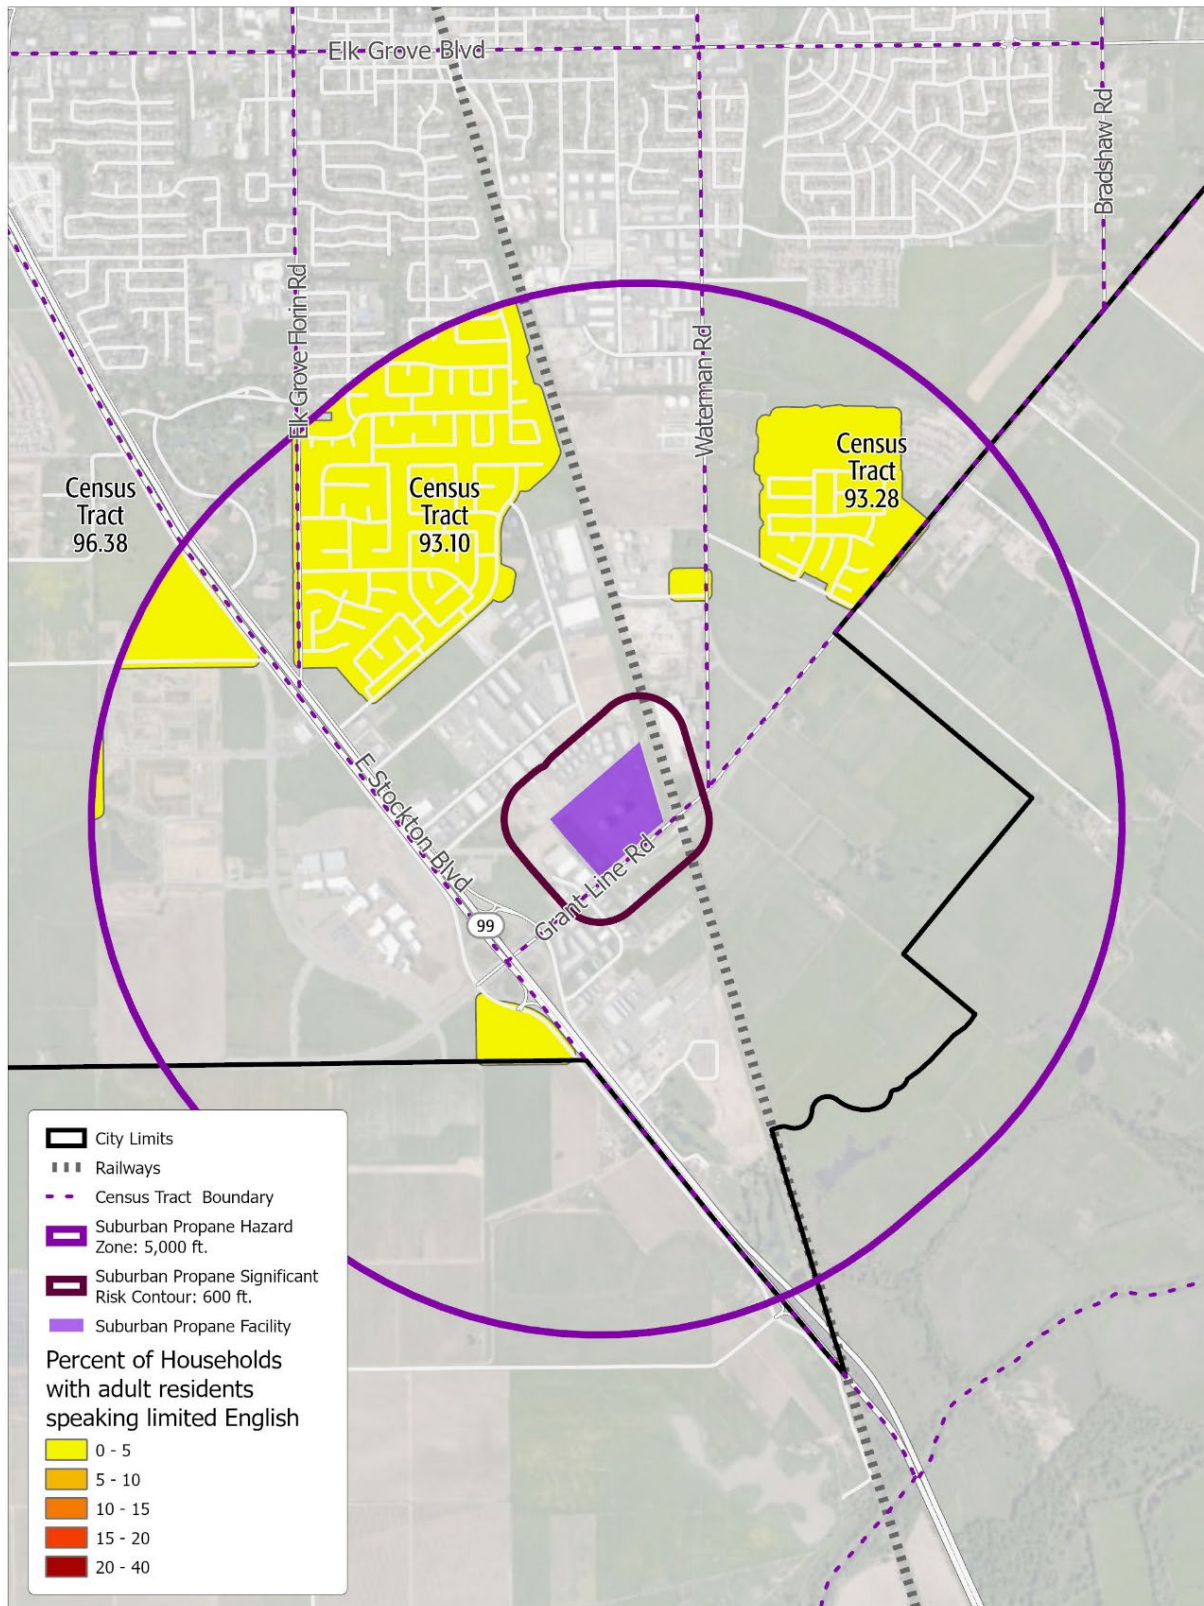 Elk Grove Blvd
Bradshaw Rd
Elk Grove Florin Rd
Waterman Rd
Census
Tract
93.28
Census
Tract
96.38
Census
Tract
93.10
E Stockton Blvd
Grant Line Rd
99
City Limits
Railways
Census Tract Boundary
Suburban Propane Hazard
Zone: 5,000 ft.
Suburban Propane Significant
Risk Contour: 600 ft.
Suburban Propane Facility
Percent of Households
with adult residents
speaking limited English
0 - 5
5 - 10
10 - 15
15 - 20
20 - 40